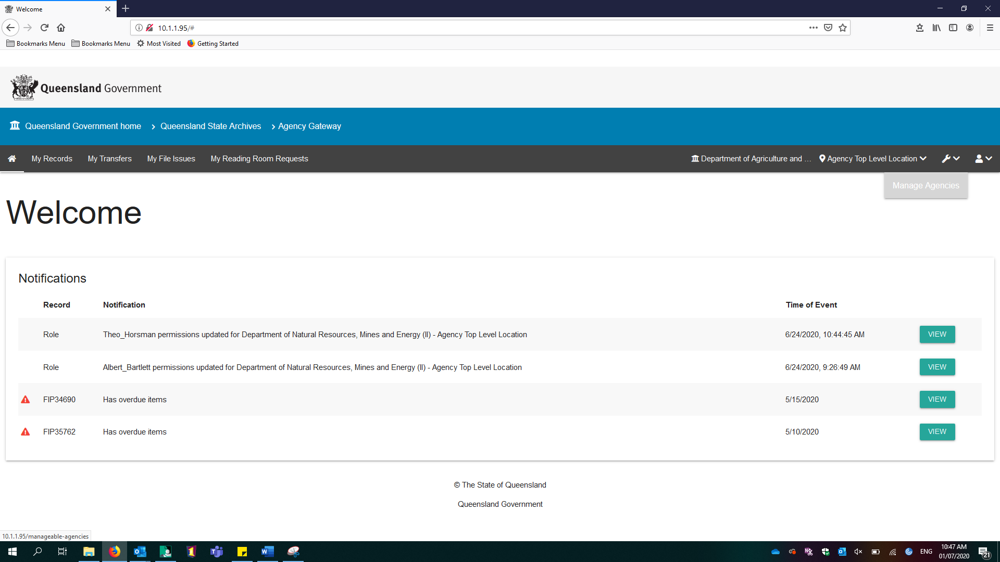 Welcome
10.1.1.95/#
Bookmarks Menu
Bookmarks Menu
Most Visited
Getting Started
Queensland Government
Queensland Government home
Queensland State Archives
Agency Gateway
My Records
My Transfers
My File Issues
My Reading Room Requests
Department of Agriculture and ...
Agency Top Level Location
Manage Agencies
Welcome
Notifications
Record Notification Time of Event
Role Theo_Horsman permissions updated for Department of Natural Resources, Mines and Energy (II) - Agency Top Level Location 6/24/2020, 10:44:45 AM VIEW
Role Albert_Bartlett permissions updated for Department of Natural Resources, Mines and Energy (II) - Agency Top Level Location 6/24/2020, 9:26:49 AM VIEW
FIP34690 Has overdue items 5/15/2020 VIEW
FIP35762 Has overdue items 5/10/2020 VIEW
© The State of Queensland
Queensland Government
10.1.1.95/manageable-agencies
ENG
10:47 AM
01/07/2020
21